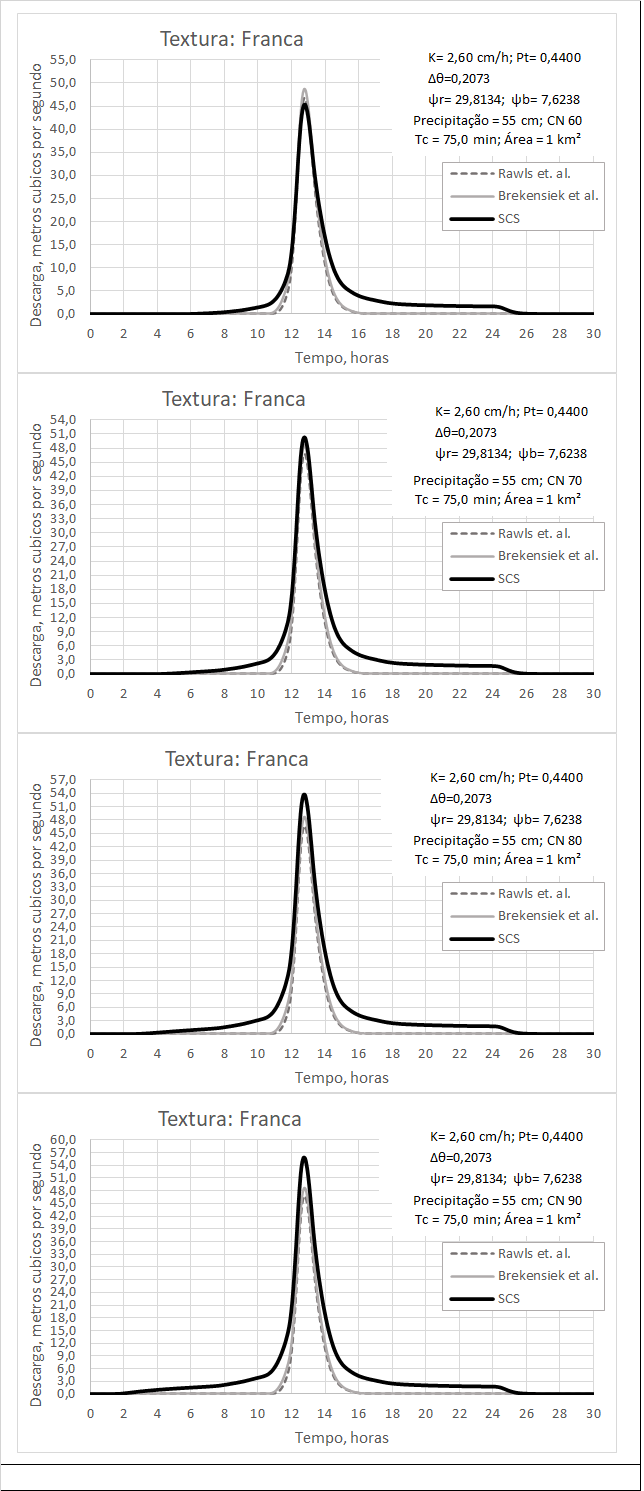 Textura: Franca
K= 2,60 cm/h; Pt= 0,4400
Δθ=0,2073
ψr= 29,8134; ψb= 7,6238
Precipitação = 55 cm; CN 60
Tc = 75,0 min; Área = 1 km²
Rawls et. al.
Brekensiek et al.
SCS
Descarga, metros cubicos por segundo
55,0
50,0
45,0
40,0
35,0
30,0
25,0
20,0
15,0
10,0
5,0
0,0
0 2 4 6 8 10 12 14 16 18 20 22 24 26 28 30
Tempo, horas
Textura: Franca
K= 2,60 cm/h; Pt= 0,4400
Δθ=0,2073
ψr= 29,8134; ψb= 7,6238
Precipitação = 55 cm; CN 70
Tc = 75,0 min; Área = 1 km²
Rawls et. al.
Brekensiek et al.
SCS
Descarga, metros cubicos por segundo
54,0
51,0
48,0
45,0
42,0
39,0
36,0
33,0
30,0
27,0
24,0
21,0
18,0
15,0
12,0
9,0
6,0
3,0
0,0
0 2 4 6 8 10 12 14 16 18 20 22 24 26 28 30
Tempo, horas
Textura: Franca
K= 2,60 cm/h; Pt= 0,4400
Δθ=0,2073
ψr= 29,8134; ψb= 7,6238
Precipitação = 55 cm; CN 80
Tc = 75,0 min; Área = 1 km²
Rawls et. al.
Brekensiek et al.
SCS
Descarga, metros cubicos por segundo
57,0
54,0
51,0
48,0
45,0
42,0
39,0
36,0
33,0
30,0
27,0
24,0
21,0
18,0
15,0
12,0
9,0
6,0
3,0
0,0
0 2 4 6 8 10 12 14 16 18 20 22 24 26 28 30
Tempo, horas
Textura: Franca
K= 2,60 cm/h; Pt= 0,4400
Δθ=0,2073
ψr= 29,8134; ψb= 7,6238
Precipitação = 55 cm; CN 90
Tc = 75,0 min; Área = 1 km²
Rawls et. al.
Brekensiek et al.
SCS
Descarga, metros cubicos por segundo
60,0
57,0
54,0
51,0
48,0
45,0
42,0
39,0
36,0
33,0
30,0
27,0
24,0
21,0
18,0
15,0
12,0
9,0
6,0
3,0
0,0
0 2 4 6 8 10 12 14 16 18 20 22 24 26 28 30
Tempo, horas